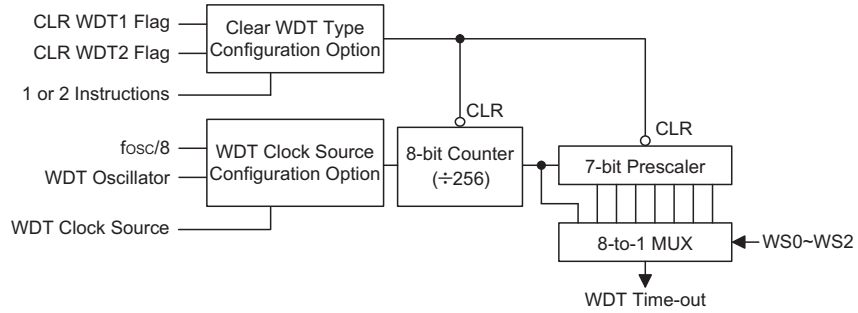 CLR WDT1 Flag
CLR WDT2 Flag
1 or 2 Instructions
Clear WDT Type
Configuration Option
CLR
CLR
fosc/8
WDT Oscillator
WDT Clock Source
WDT Clock Source
Configuration Option
8-bit Counter
(÷256)
7-bit Prescaler
8-to-1 MUX
WS0~WS2
WDT Time-out